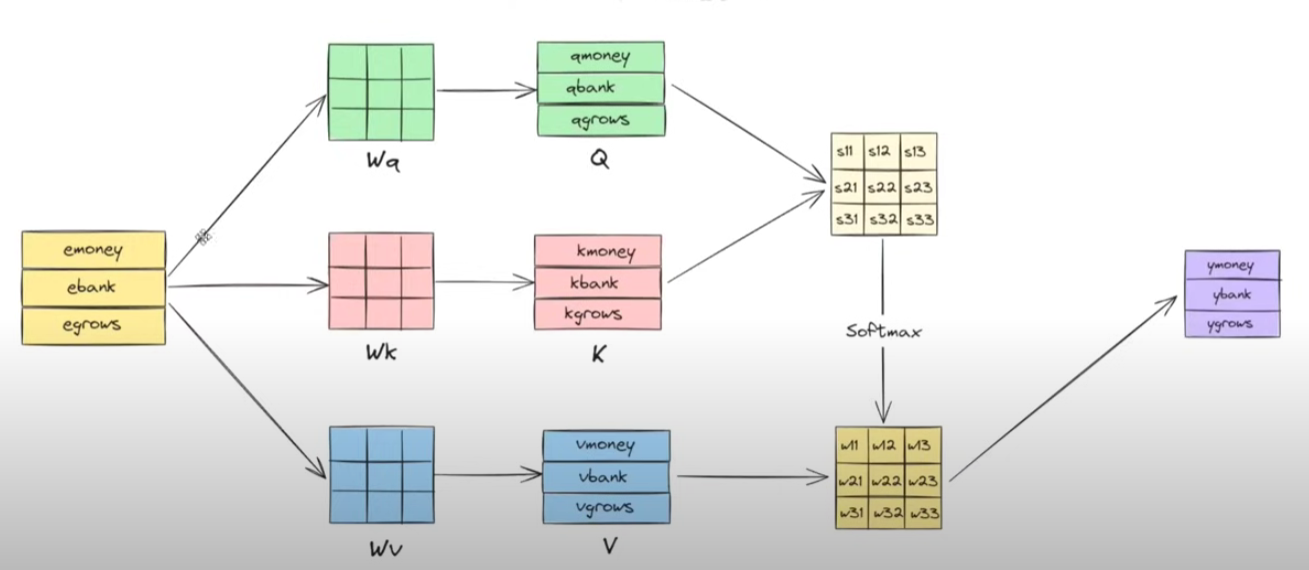 emoney
ebank
egrows
Wq
qmoney
qbank
qgrows
Q
Wk
kmoney
kbank
kgrows
K
Wv
vmoney
vbank
vgrows
V
s11 s12 s13
s21 s22 s23
s31 s32 s33
Softmax
w11 w12 w13
w21 w22 w23
w31 w32 w33
ymoney
ybank
ygrows